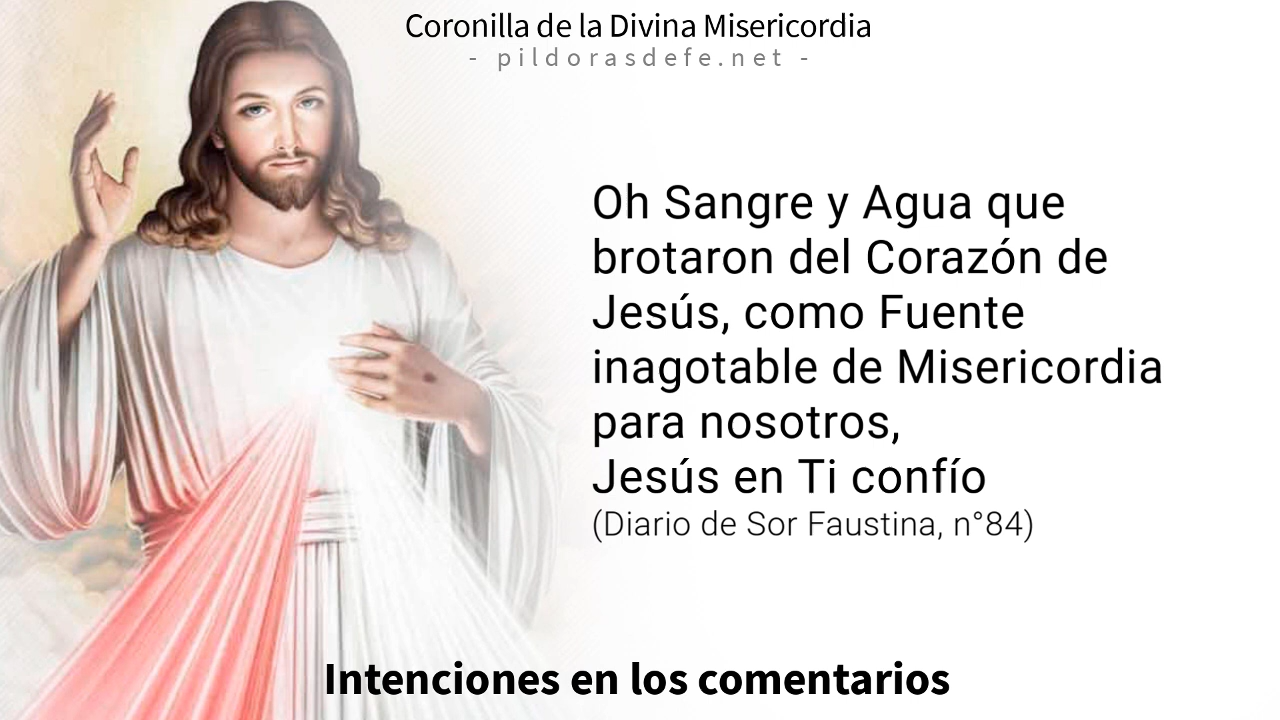 Coronilla de la Divina Misericordia
- pildorasdefe.net -
Oh Sangre y Agua que
brotaron del Corazón de
Jesús, como Fuente
inagotable de Misericordia
para nosotros,
Jesús en Ti confío
(Diario de Sor Faustina, n°84)
Intenciones en los comentarios